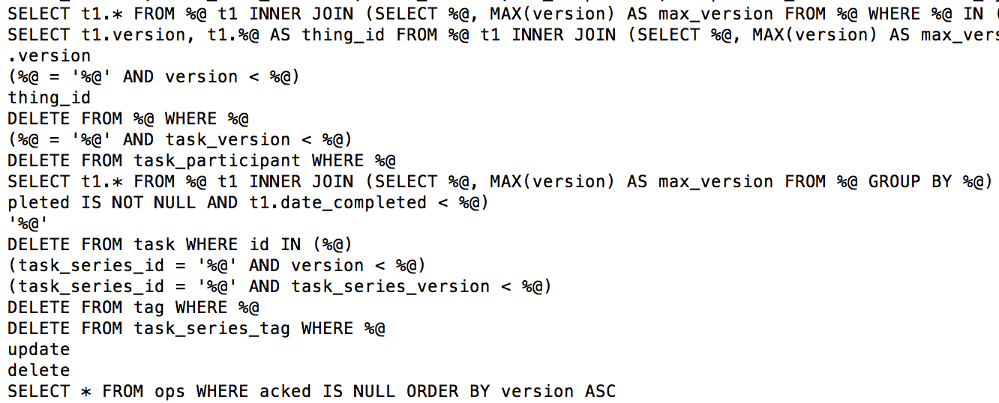 SELECT t1.* FROM %@ t1 INNER JOIN (SELECT %@, MAX(version) AS max_version FROM %@ WHERE %@ IN (
SELECT t1.version, t1.%@ AS thing_id FROM %@ t1 INNER JOIN (SELECT %@, MAX(version) AS max_vers
.version
(%@ = '%@' AND version < %@)
thing_id
DELETE FROM %@ WHERE %@
(%@ = '%@' AND task_version < %@)
DELETE FROM task_participant WHERE %@
SELECT t1.* FROM %@ t1 INNER JOIN (SELECT %@, MAX(version) AS max_version FROM %@ GROUP BY %@)
pleted IS NOT NULL AND t1.date_completed < %@)
'%@'
DELETE FROM task WHERE id IN (%@)
(task_series_id = '%@' AND version < %@)
(task_series_id = '%@' AND task_series_version < %@)
DELETE FROM tag WHERE %@
DELETE FROM task_series_tag WHERE %@
update
delete
SELECT * FROM ops WHERE acked IS NULL ORDER BY version ASC